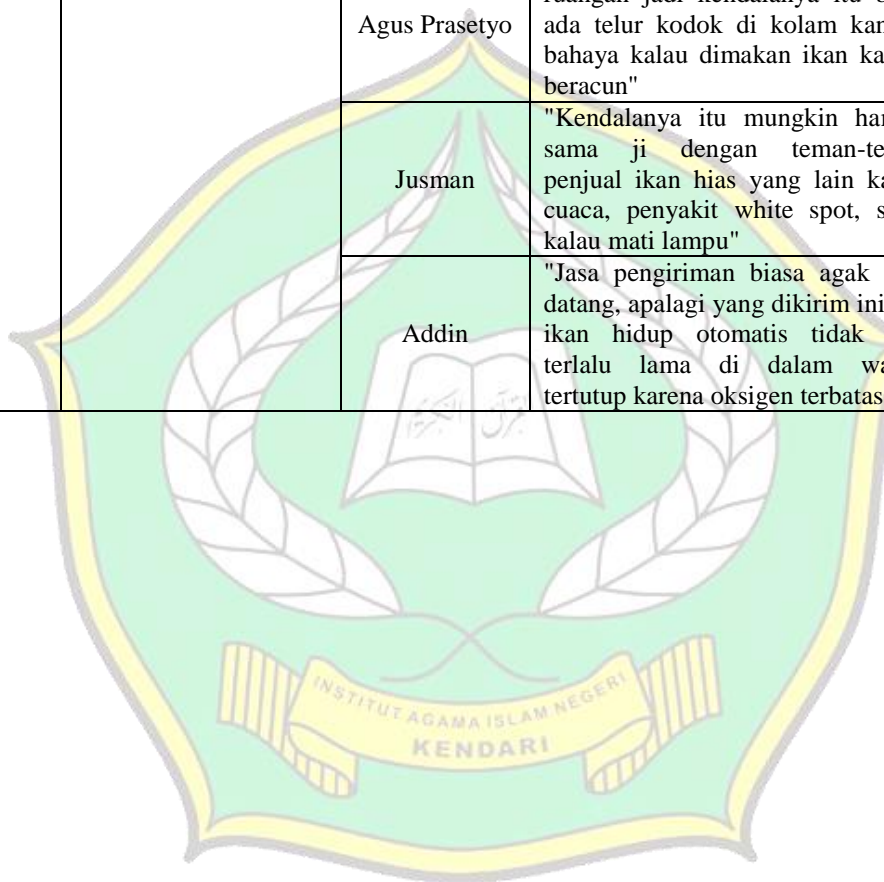 Agus Prasetyo
ada telur kodok di kolam
bahaya kalau dimakan ikan
beracun"
Jusman
"Kendalanya itu mungkin
sama ji dengan
penjual ikan hias yang lain
cuaca, penyakit white spot,
kalau mati lampu"
Addin
"Jasa pengiriman biasa agak
datang, apalagi yang dikirim ini
ikan hidup otomatis tidak
terlalu lama di dalam
tertutup karena oksigen terbatas
INSTITUT AGAMA ISLAM NEGERI
KENDARI